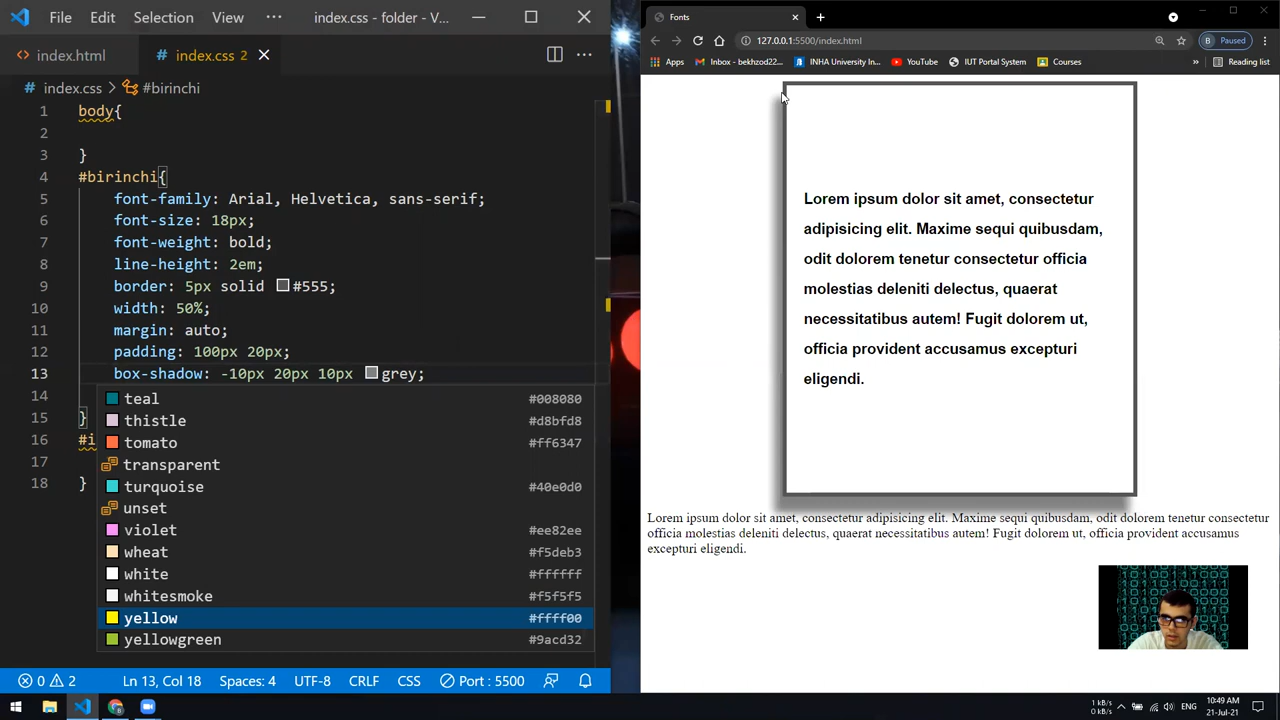 File Edit Selection View ··· index.css - folder - V...
index.html index.css 2
index.css > #birinchi
1 body{
2
3 }
4 #birinchi{
5 font-family: Arial, Helvetica, sans-serif;
6 font-size: 18px;
7 font-weight: bold;
8 line-height: 2em;
9 border: 5px solid #555;
10 width: 50%;
11 margin: auto;
12 padding: 100px 20px;
13 box-shadow: -10px 20px 10px grey;
14 teal #008080
thistle #d8bfd8
15 } tomato #ff6347
16 #i transparent
17 turquoise #40e0d0
18 } unset
violet #ee82ee
wheat #f5deb3
white #ffffff
whitesmoke #f5f5f5
yellow #ffff00
yellowgreen #9acd32
0 2 Ln 13, Col 18 Spaces: 4 UTF-8 CRLF CSS Port : 5500
Fonts
127.0.0.1:5500/index.html
B Paused
Apps Inbox - bekhzod22... INHA University In... YouTube IUT Portal System Courses » Reading list
Lorem ipsum dolor sit amet, consectetur
adipisicing elit. Maxime sequi quibusdam,
odit dolorem tenetur consectetur officia
molestias deleniti delectus, quaerat
necessitatibus autem! Fugit dolorem ut,
officia provident accusamus excepturi
eligendi.
Lorem ipsum dolor sit amet, consectetur adipisicing elit. Maxime sequi quibusdam, odit dolorem tenetur consectetur
officia molestias deleniti delectus, quaerat necessitatibus autem! Fugit dolorem ut, officia provident accusamus
excepturi eligendi.
1 kB/s
0 kB/s
ENG
10:49 AM
21-Jul-21